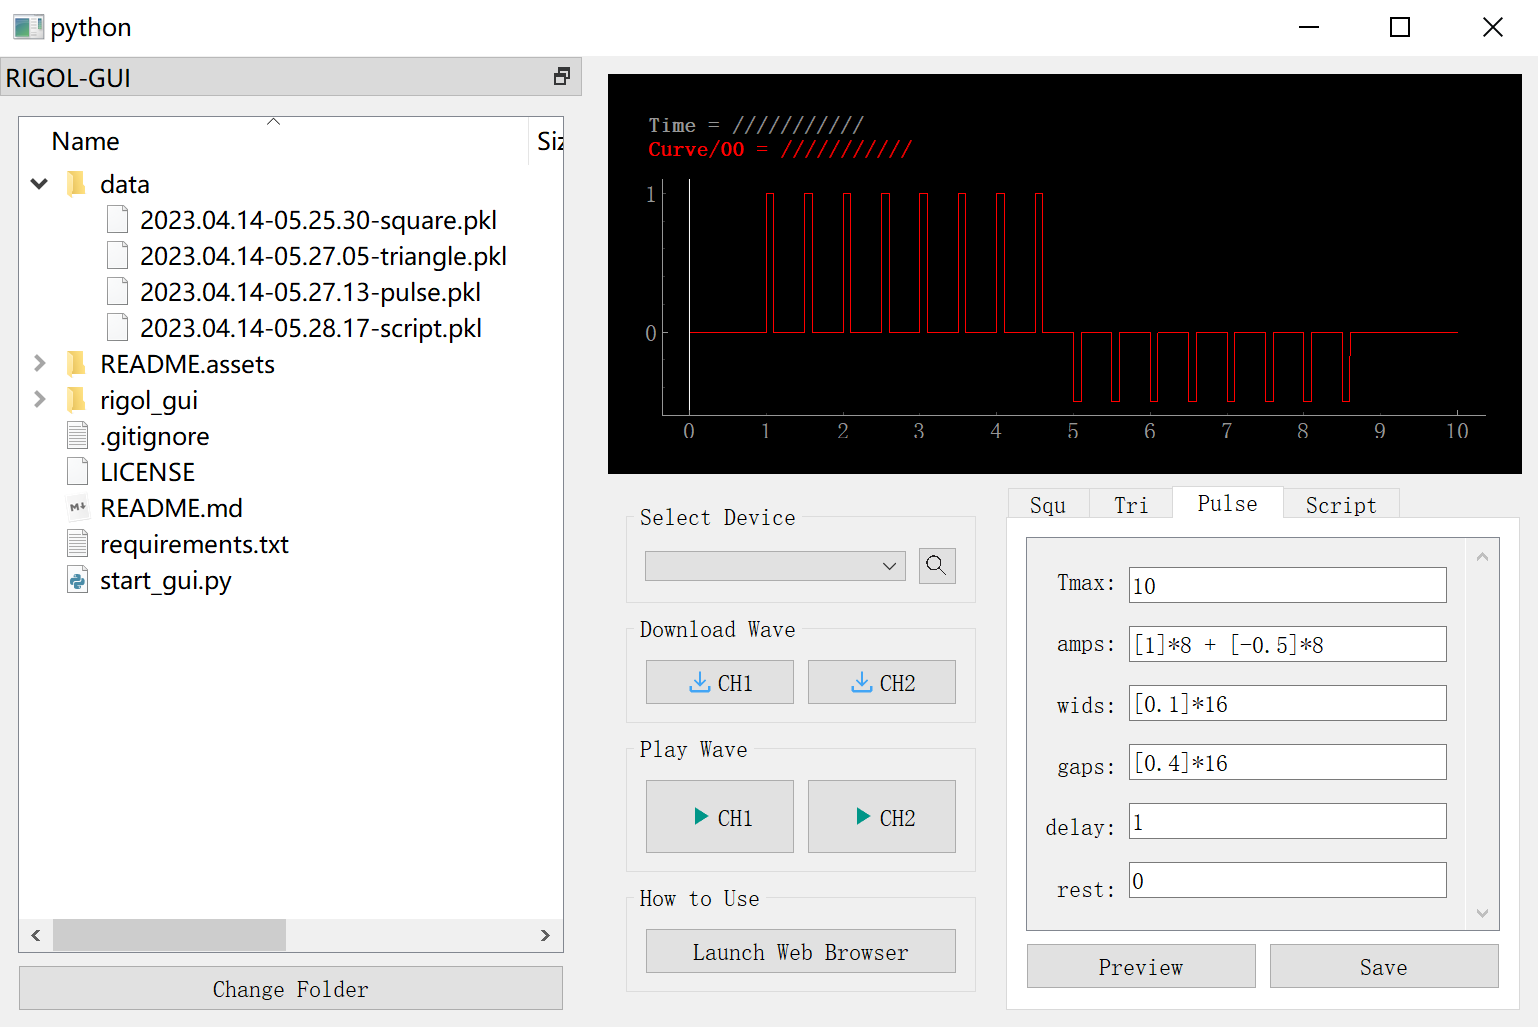 python
RIGOL-GUI
Name
Siz
data
2023.04.14-05.25.30-square.pkl
2023.04.14-05.27.05-triangle.pkl
2023.04.14-05.27.13-pulse.pkl
2023.04.14-05.28.17-script.pkl
README.assets
rigol_gui
.gitignore
LICENSE
README.md
requirements.txt
start_gui.py
Change Folder
Time = ///////////
Curve/00 = ///////////
1
0
0 1 2 3 4 5 6 7 8 9 10
Select Device
Download Wave
CH1 CH2
Play Wave
CH1 CH2
How to Use
Launch Web Browser
Squ Tri Pulse Script
Tmax: 10
amps: [1]*8 + [-0.5]*8
wids: [0.1]*16
gaps: [0.4]*16
delay: 1
rest: 0
Preview Save